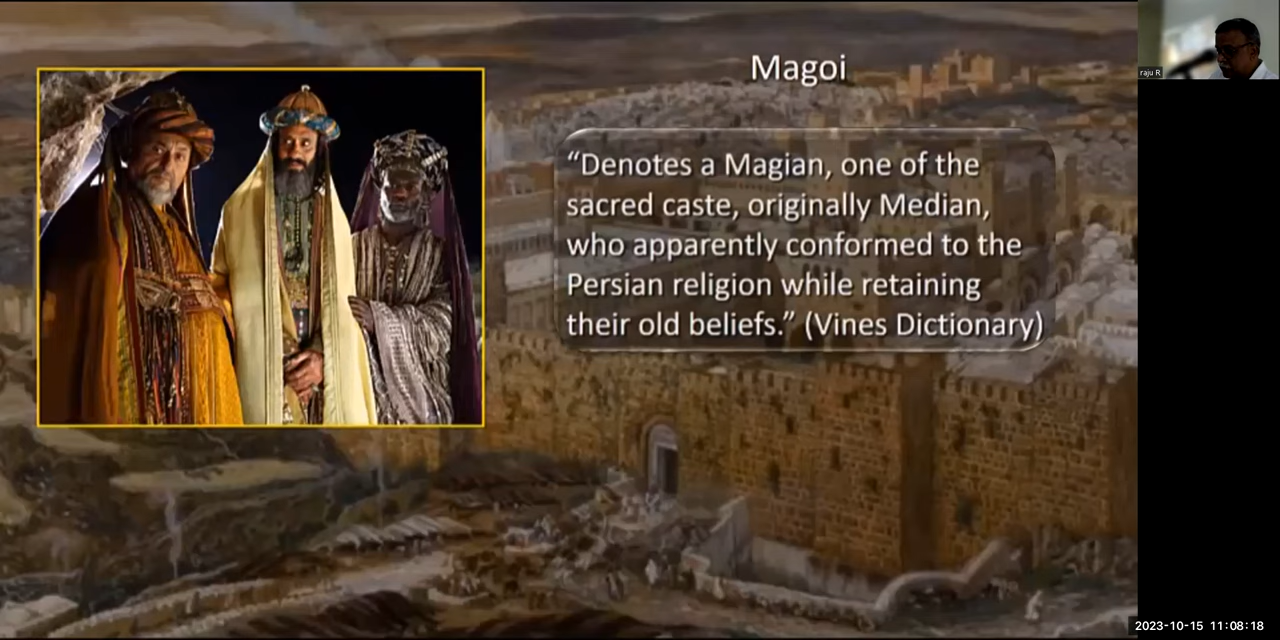 Magoi
“Denotes a Magian, one of the
sacred caste, originally Median,
who apparently conformed to the
Persian religion while retaining
their old beliefs.” (Vines Dictionary)
raju R
2023-10-15 11:08:18